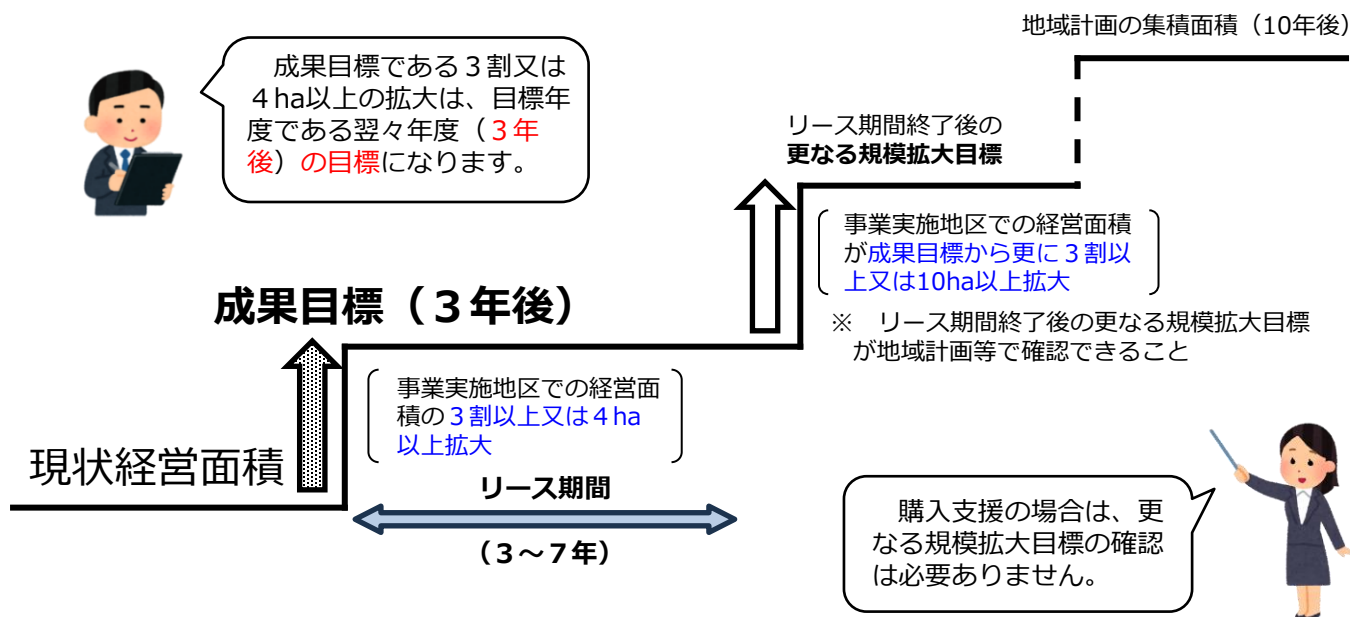 地域計画の集積面積（10年後）
成果目標である３割又は
４ha以上の拡大は、目標年
度である翌々年度（３年
後）の目標になります。
リース期間終了後の
更なる規模拡大目標
事業実施地区での経営面積
が成果目標から更に３割以
上又は10ha以上拡大
※　リース期間終了後の更なる規模拡大目標
が地域計画等で確認できること
成果目標（３年後）
事業実施地区での経営面
積の３割以上又は４ha
以上拡大
現状経営面積
リース期間
（３～７年）
購入支援の場合は、更
なる規模拡大目標の確認
は必要ありません。